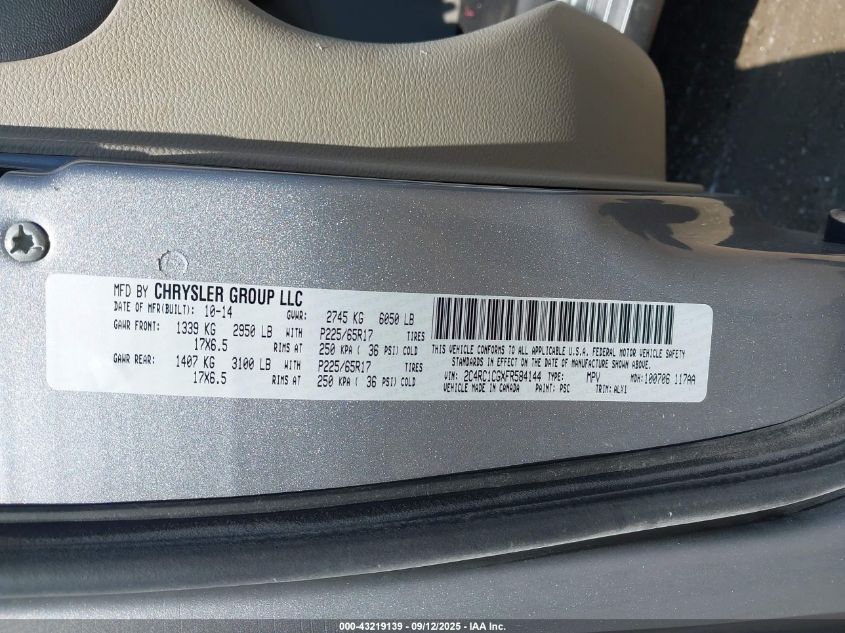 MFD BY CHRYSLER GROUP LLC
DATE OF MFR(BUILT): 10-14 GVWR: 2745 KG 6050 LB
GAWR FRONT: 1339 KG 2950 LB WITH P225/65R17 TIRES
17X6.5 RIMS AT 250 KPA ( 36 PSI) COLD
GAWR REAR: 1407 KG 3100 LB WITH P225/65R17 TIRES
17X6.5 RIMS AT 250 KPA ( 36 PSI) COLD
THIS VEHICLE CONFORMS TO ALL APPLICABLE U.S.A. FEDERAL MOTOR VEHICLE SAFETY
STANDARDS IN EFFECT ON THE DATE OF MANUFACTURE SHOWN ABOVE.
VIN: 2C4RC1CGXFR584144 TYPE: MPV MDH: 100706 117AA
VEHICLE MADE IN CANADA PAINT: PSC TRIM: ALX1
000-43219139 - 09/12/2025 - IAA Inc.